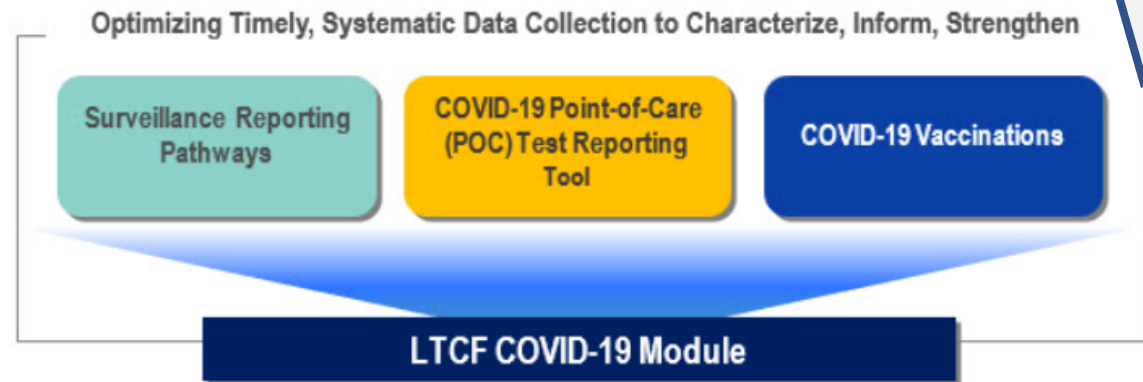 Optimizing Timely, Systematic Data Collection to Characterize, Inform, Strengthen
Surveillance Reporting
Pathways
COVID-19 Point-of-Care
(POC) Test Reporting
Tool
COVID-19 Vaccinations
LTCF COVID-19 Module